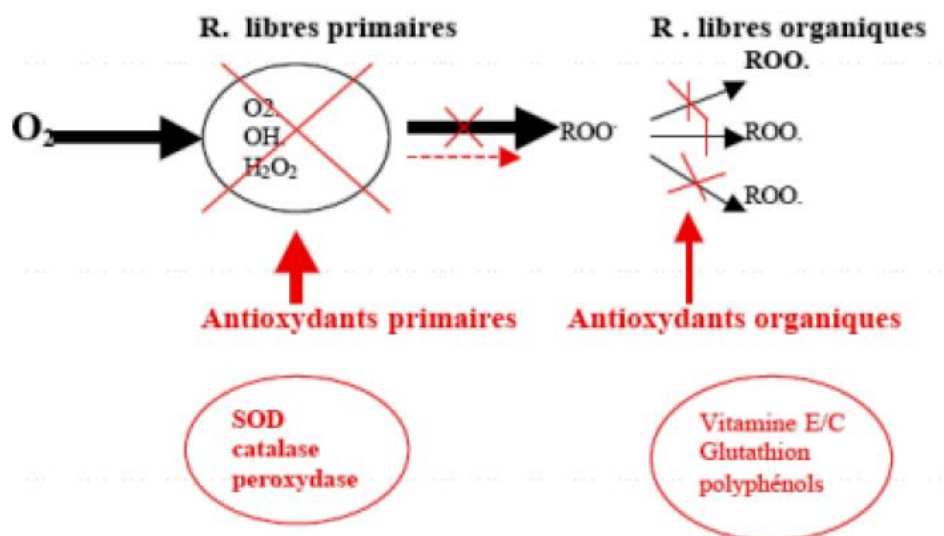 R. libres primaires
R . libres organiques
ROO.
O₂
O2.
OH.
H₂O₂
ROO·
ROO.
ROO.
Antioxydants primaires
Antioxydants organiques
SOD
catalase
peroxydase
Vitamine E/C
Glutathion
polyphénols